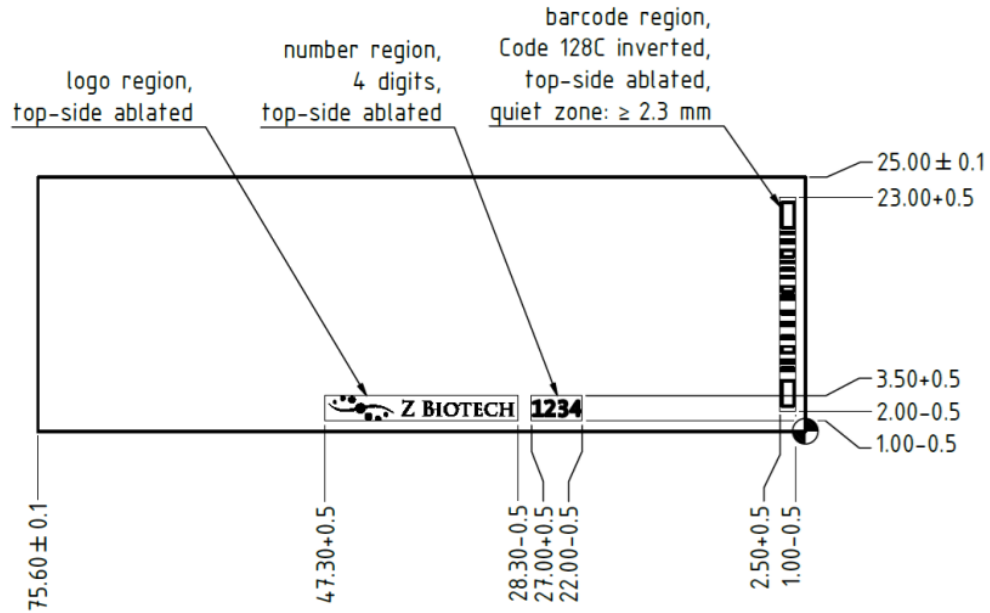 barcode region,
Code 128C inverted,
top-side ablated,
quiet zone: ≥ 2.3 mm
number region,
4 digits,
top-side ablated
logo region,
top-side ablated
25.00 ± 0.1
23.00+0.5
3.50+0.5
2.00-0.5
1.00-0.5
Z BIOTECH
1234
75.60 ± 0.1
47.30+0.5
28.30-0.5
27.00+0.5
22.00-0.5
2.50+0.5
1.00-0.5